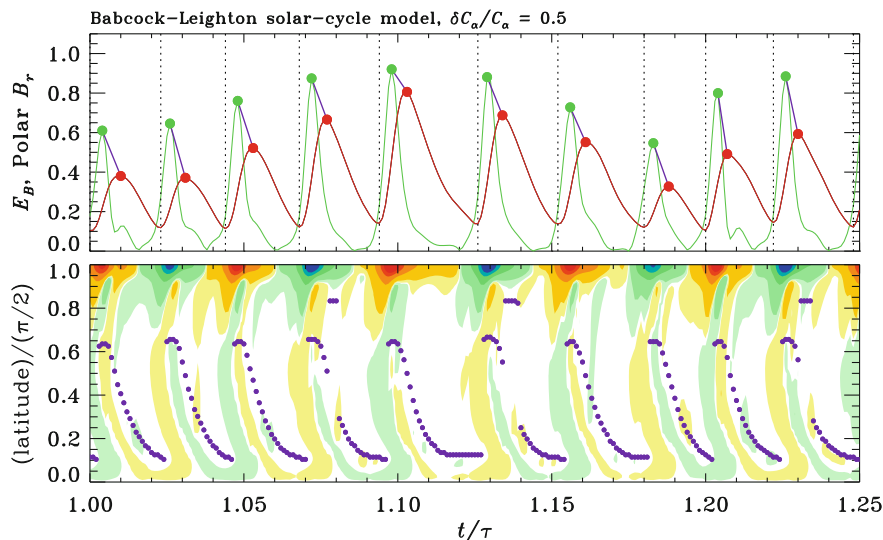 Babcock–Leighton solar–cycle model, δCα/Cα = 0.5
E_B, Polar B_r
1.0
0.8
0.6
0.4
0.2
0.0
(latitude)/(π/2)
1.0
0.8
0.6
0.4
0.2
0.0
1.00 1.05 1.10 1.15 1.20 1.25
t/τ